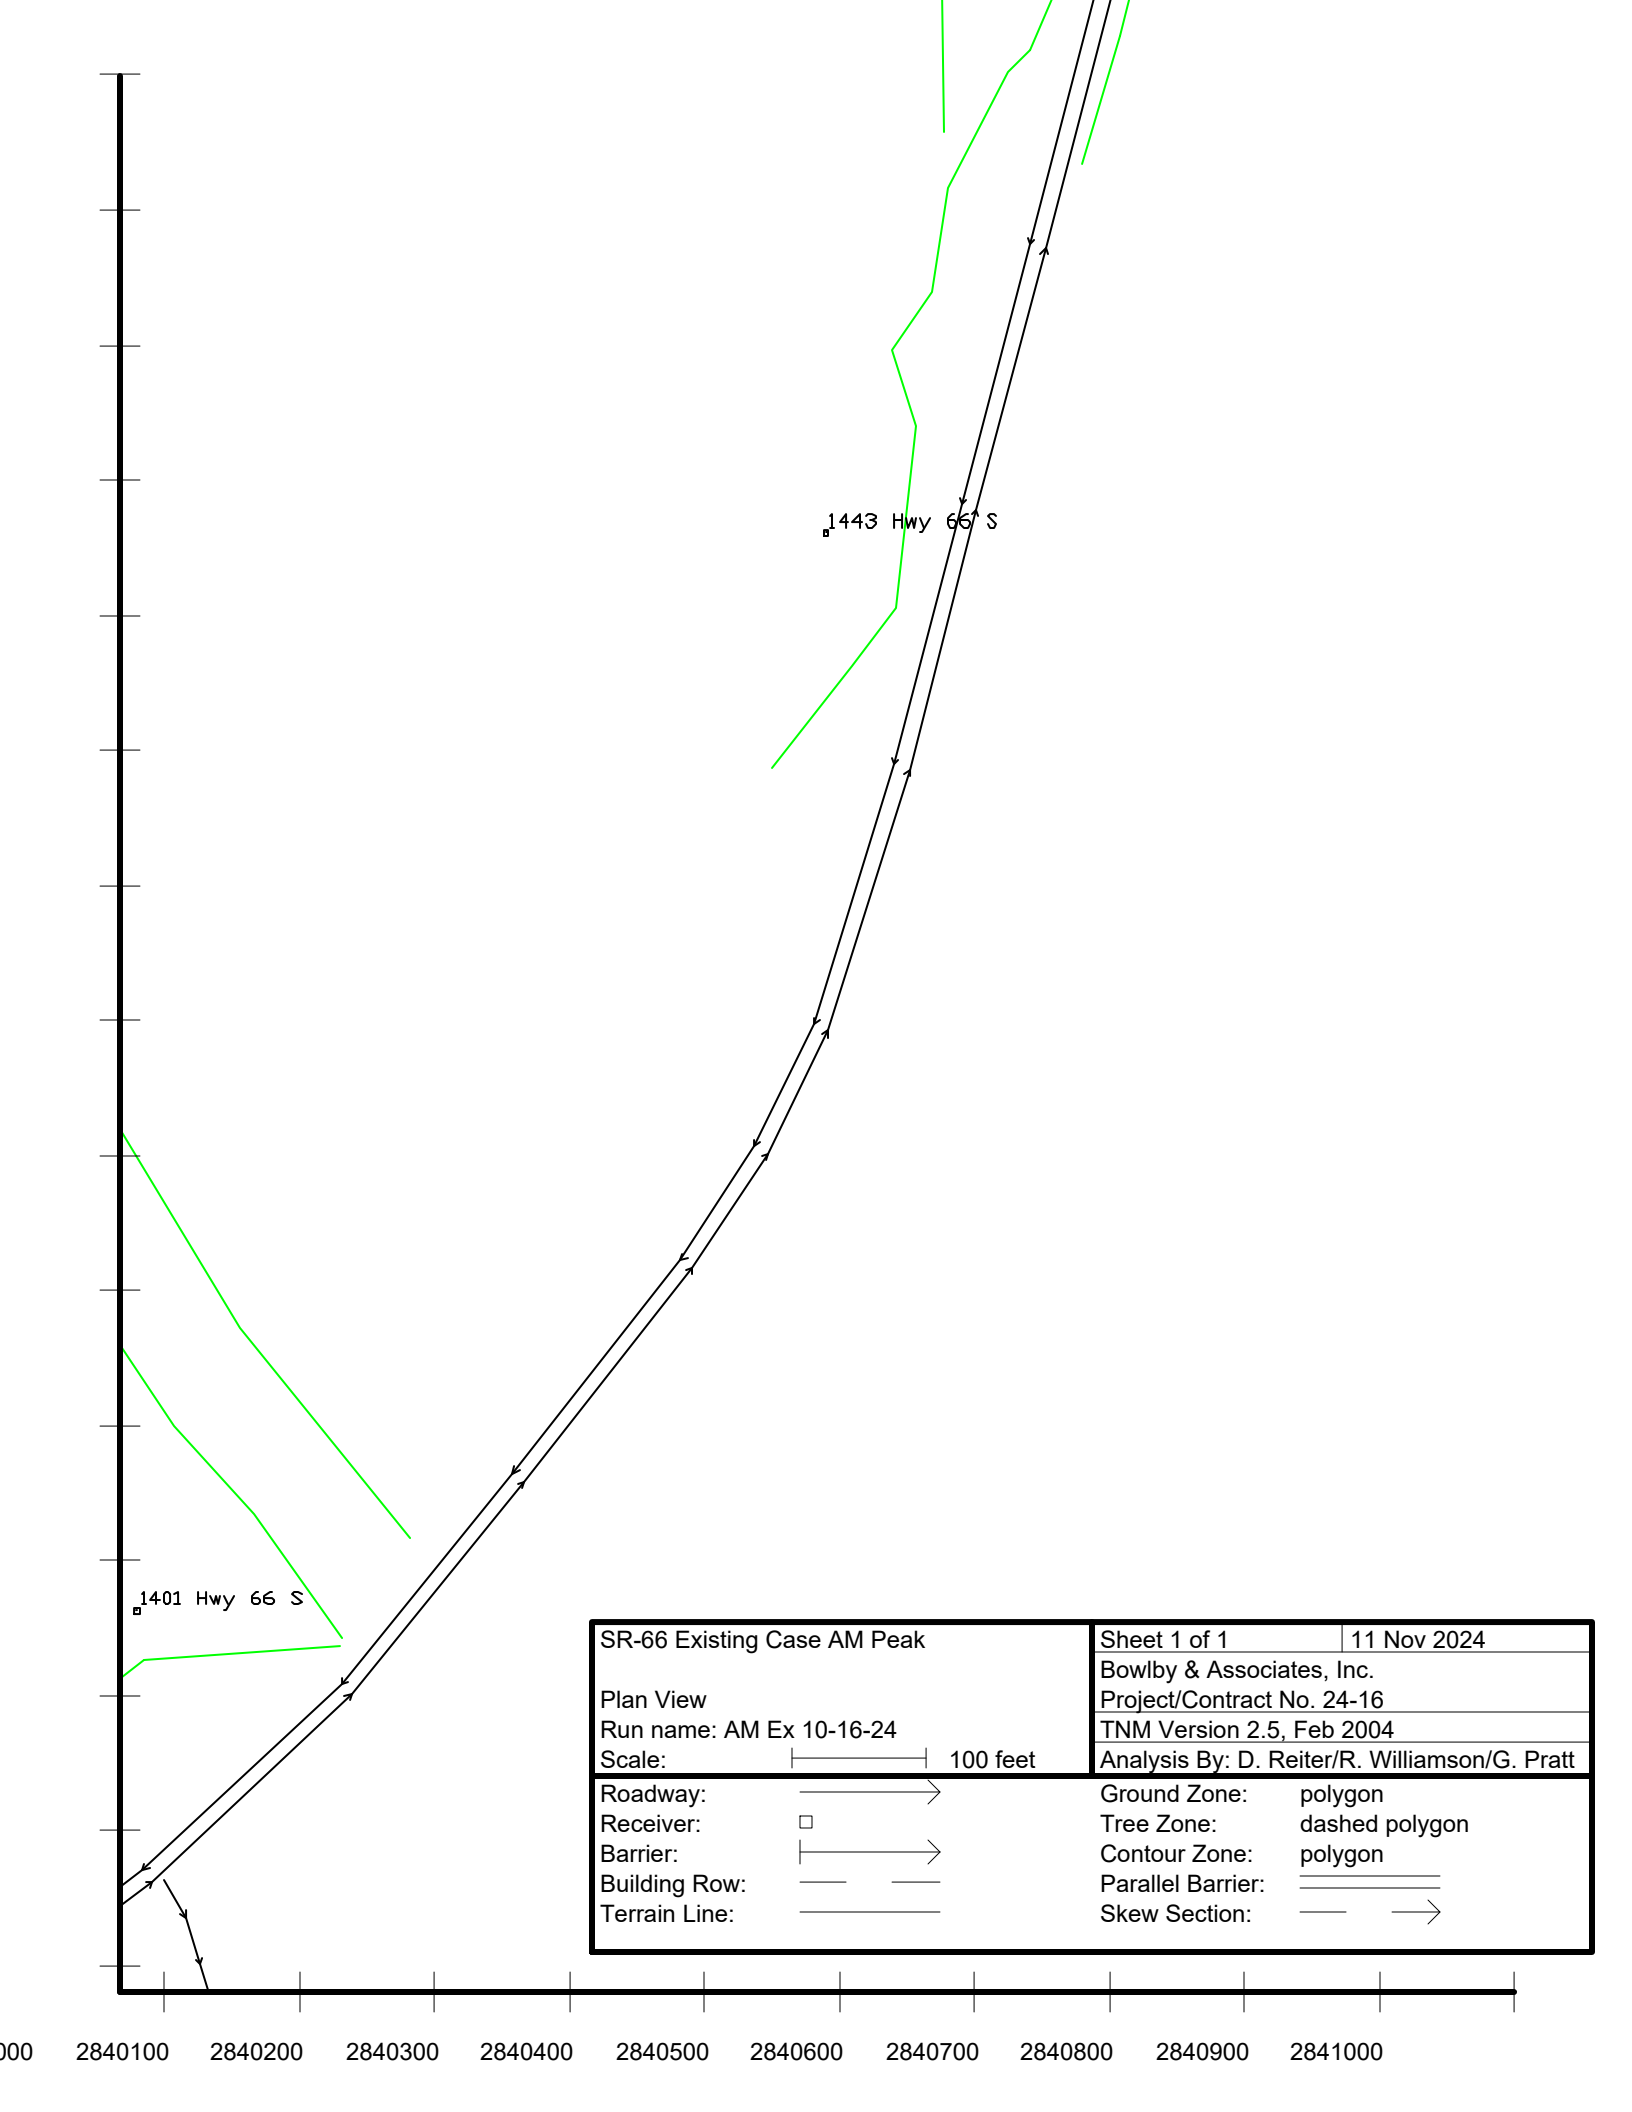 1443 Hwy 66 S
1401 Hwy 66 S
SR-66 Existing Case AM Peak
Plan View
Run name: AM Ex 10-16-24
Scale: 100 feet
Sheet 1 of 1 11 Nov 2024
Bowlby & Associates, Inc.
Project/Contract No. 24-16
TNM Version 2.5, Feb 2004
Analysis By: D. Reiter/R. Williamson/G. Pratt
Roadway:
Receiver:
Barrier:
Building Row:
Terrain Line:
Ground Zone: polygon
Tree Zone: dashed polygon
Contour Zone: polygon
Parallel Barrier:
Skew Section:
000 2840100 2840200 2840300 2840400 2840500 2840600 2840700 2840800 2840900 2841000